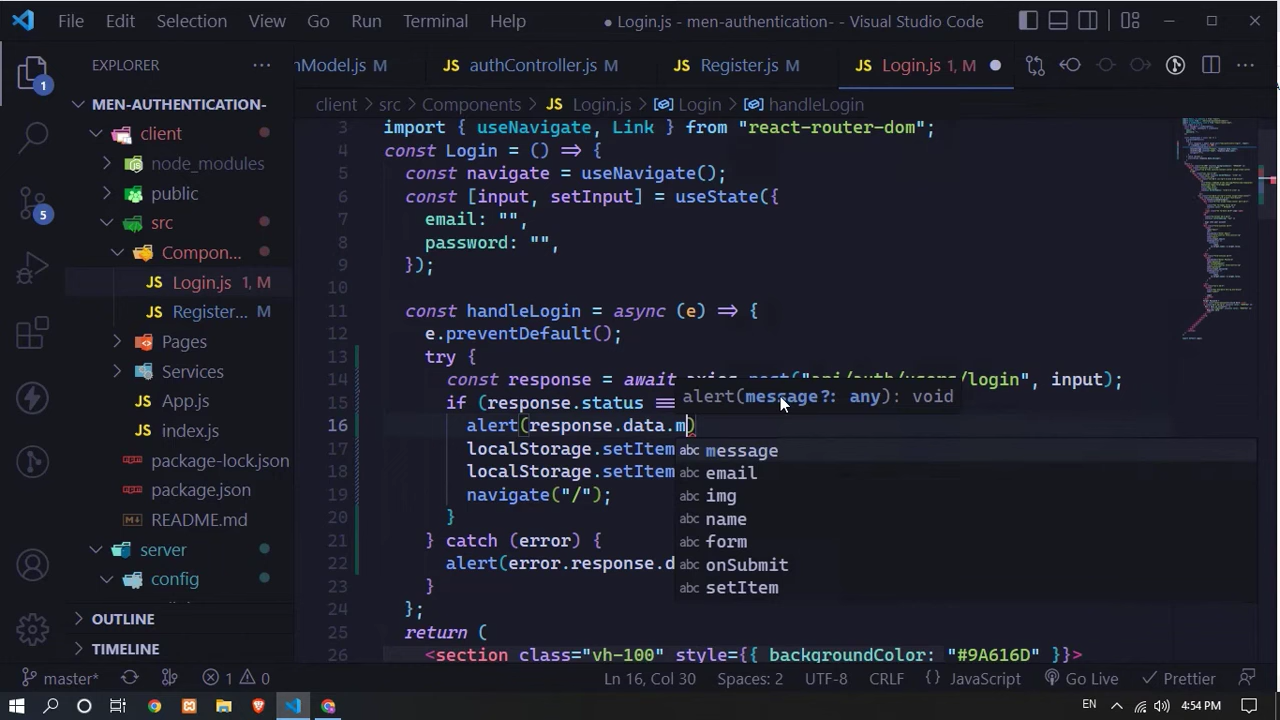 File Edit Selection View Go Run Terminal Help
● Login.js - men-authentication- - Visual Studio Code
EXPLORER ···
nModel.js M
JS authController.js M
JS Register.js M
JS Login.js 1, M ●
MEN-AUTHENTICATION-
client > src > Components > JS Login.js > Login > handleLogin
client
node_modules
public
src
Compon...
JS Login.js 1, M
JS Register... M
Pages
Services
JS App.js
JS index.js
package-lock.json
package.json
README.md
server
config
OUTLINE
TIMELINE
1
5
3 import { useNavigate, Link } from "react-router-dom";
4 const Login = () => {
5 const navigate = useNavigate();
6 const [input, setInput] = useState({
7 email: "",
8 password: "",
9 });
10
11 const handleLogin = async (e) => {
12 e.preventDefault();
13 try {
14 const response = await axios.post("api/auth/users/login", input);
15 if (response.status ===
alert(message?: any): void
16 alert(response.data.m)
17 localStorage.setItem
18 localStorage.setItem
19 navigate("/");
20 }
21 } catch (error) {
22 alert(error.response.d
23 }
24 };
25 return (
26 <section class="vh-100" style={{ backgroundColor: "#9A616D" }}>
abc message
abc email
abc img
abc name
abc form
abc onSubmit
abc setItem
master* 1 0
Ln 16, Col 30 Spaces: 2 UTF-8 CRLF {} JavaScript Go Live Prettier
EN 4:54 PM